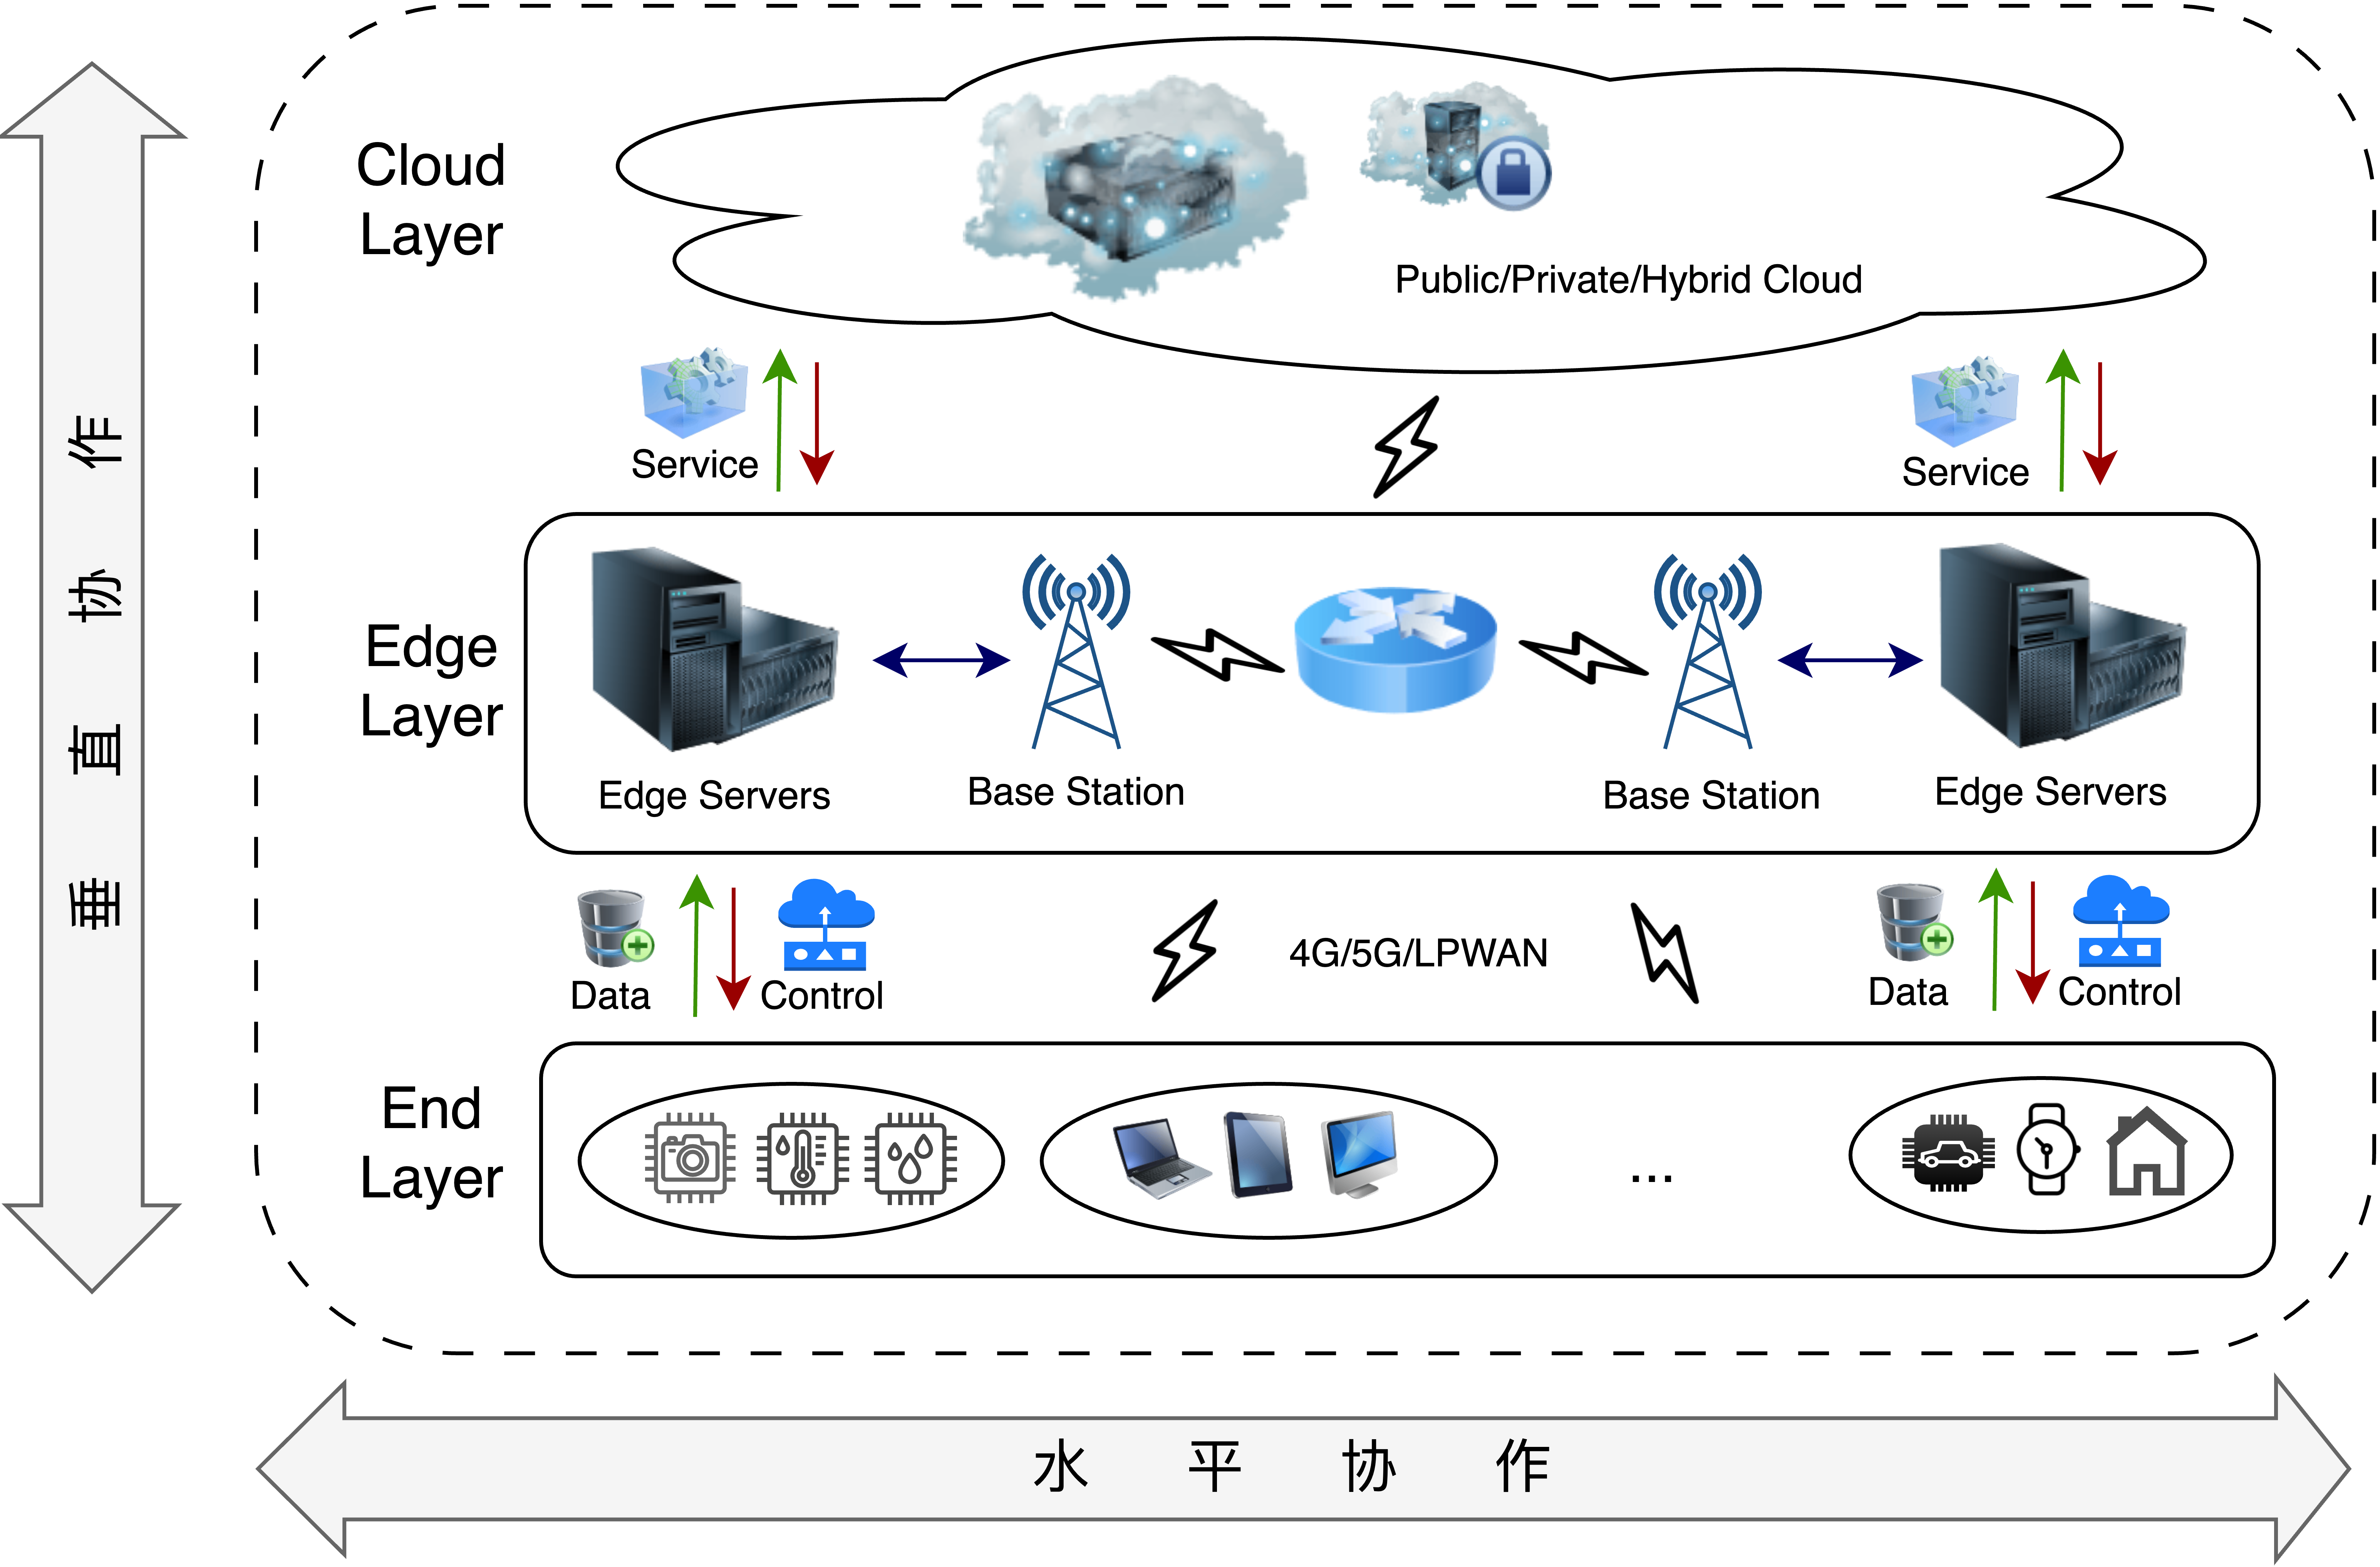 Cloud
Layer
Public/Private/Hybrid Cloud
Service
Service
Edge
Layer
Edge Servers
Base Station
Base Station
Edge Servers
Data
Control
4G/5G/LPWAN
Data
Control
End
Layer
...
垂直协作
水平协作